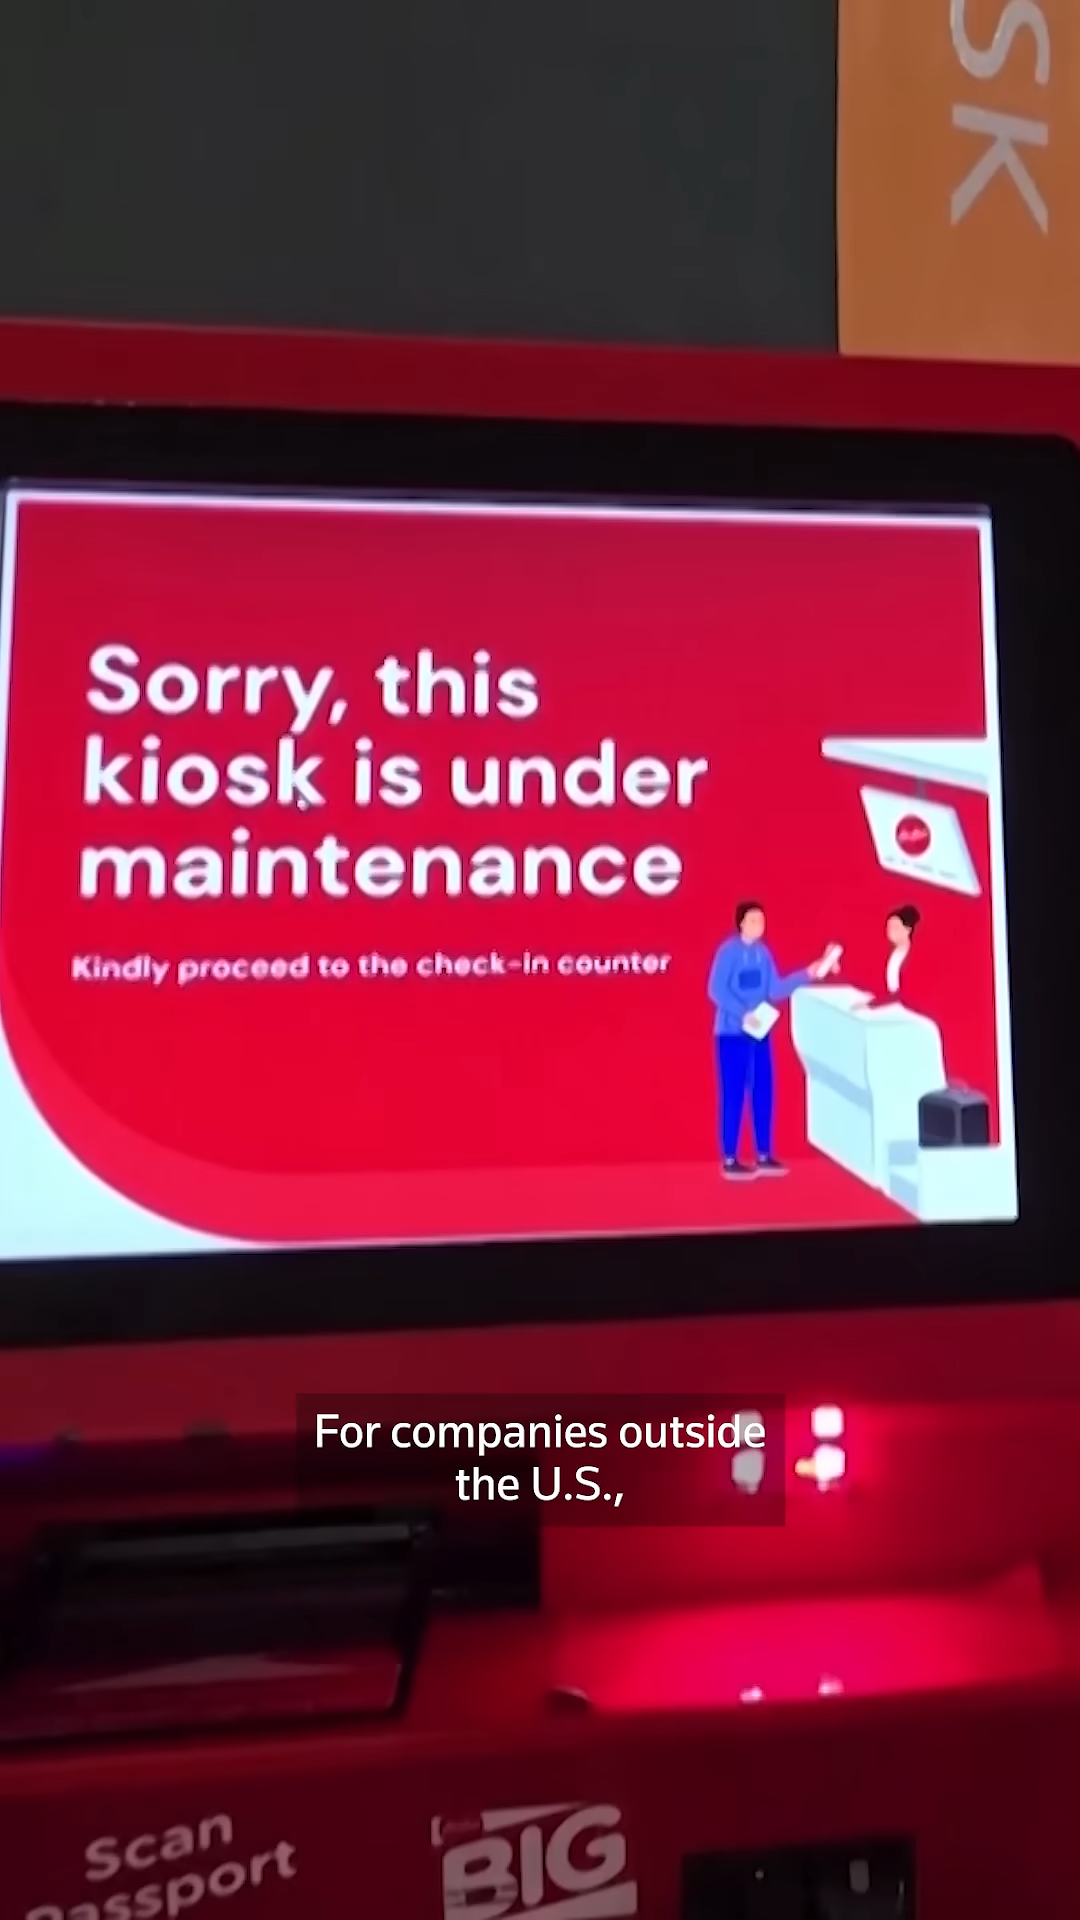 SK
Sorry, this
kiosk is under
maintenance
Kindly proceed to the check-in counter
For companies outside
the U.S.,
Scan
Passport
BIG